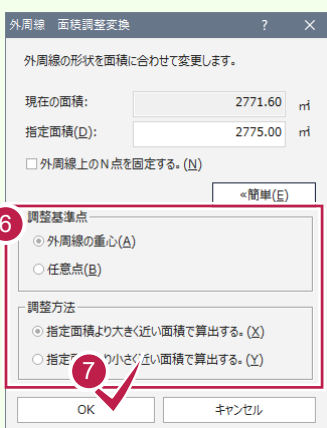 外周線 面積調整変換 ? ×
外周線の形状を面積に合わせて変更します。
現在の面積: 2771.60 ㎡
指定面積(D): 2775.00 ㎡
外周線上のN点を固定する。(N)
«簡単(E)
6
調整基準点
外周線の重心(A)
任意点(B)
調整方法
指定面積より大きく近い面積で算出する。(X)
指定面 り小さく近い面積で算出する。(Y)
7
OK キャンセル